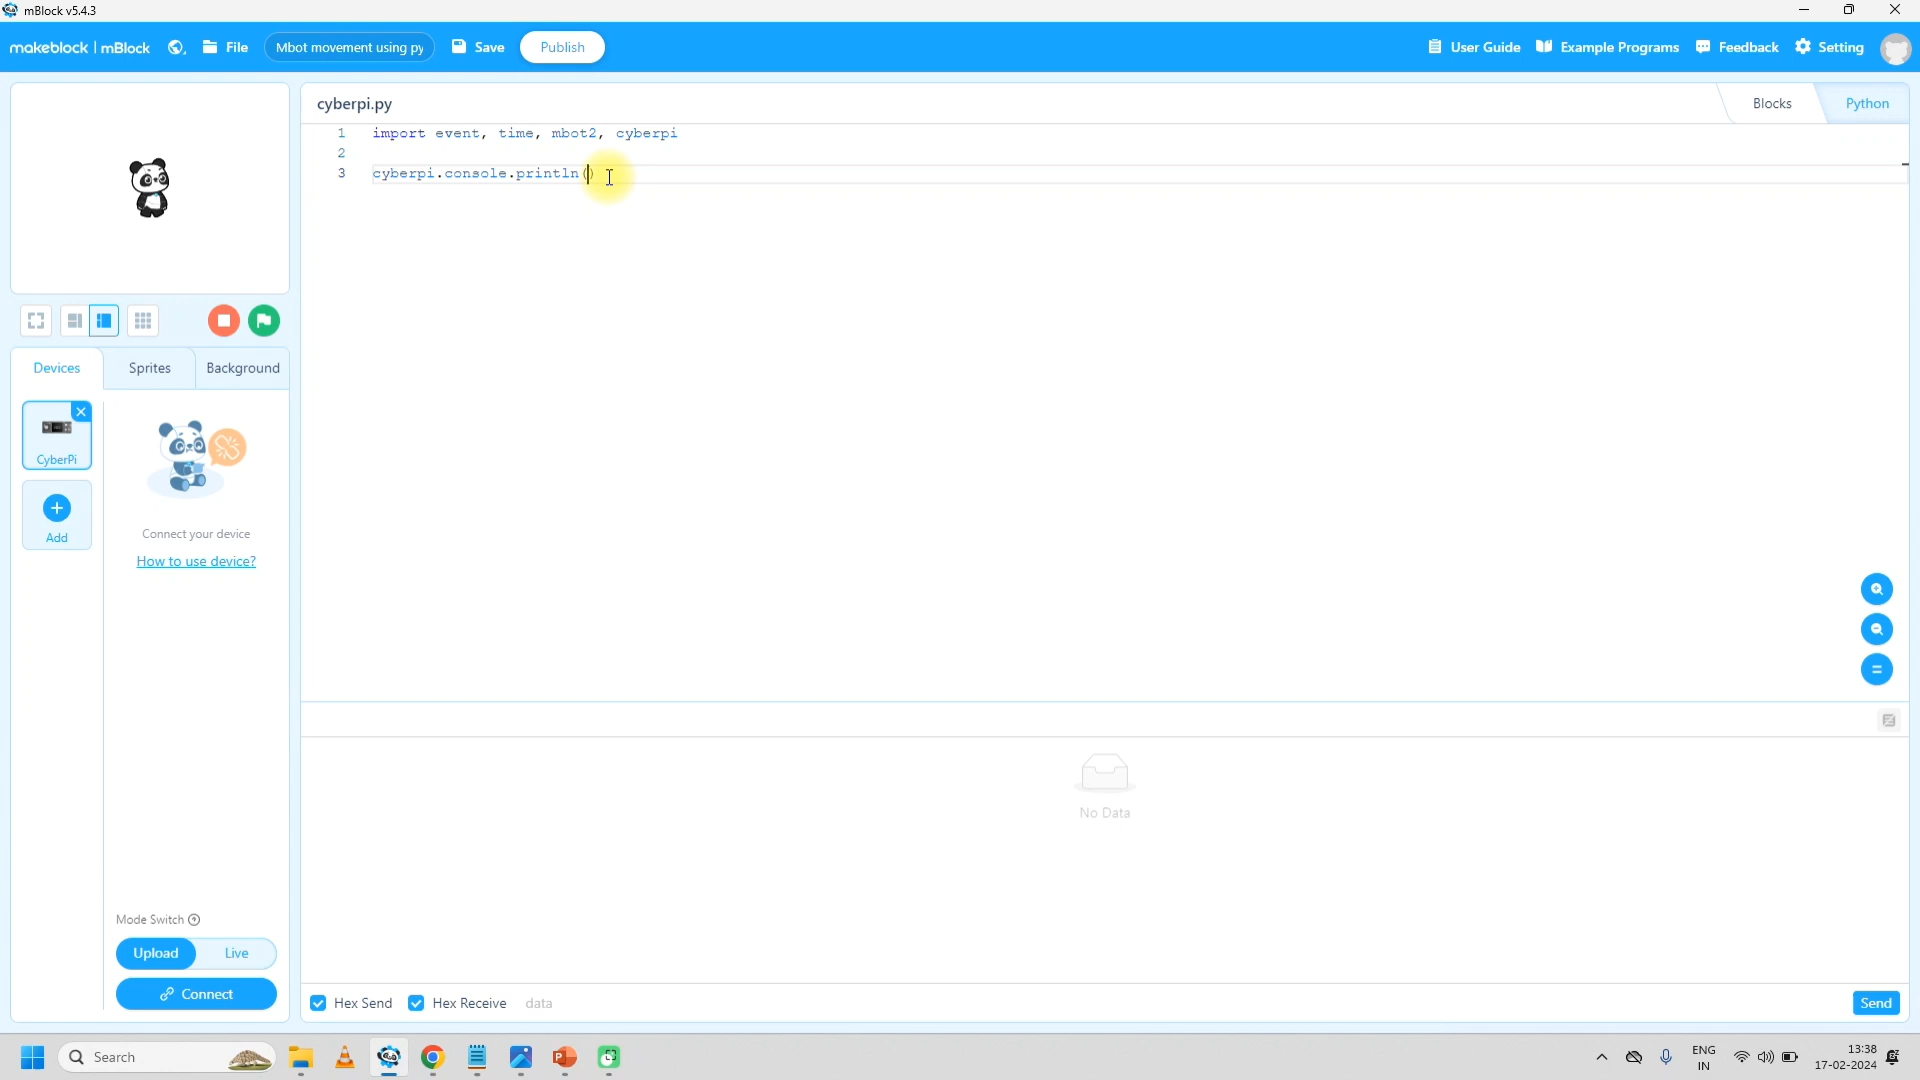 mBlock v5.4.3
makeblock | mBlock File Mbot movement using py Save Publish User Guide Example Programs Feedback Setting
cyberpi.py Blocks Python
1 import event, time, mbot2, cyberpi
2
3 cyberpi.console.println()
Devices Sprites Background
CyberPi
Add
Connect your device
How to use device?
No Data
Mode Switch
Upload Live
Connect
Hex Send Hex Receive data Send
Search
ENG
IN
13:38
17-02-2024